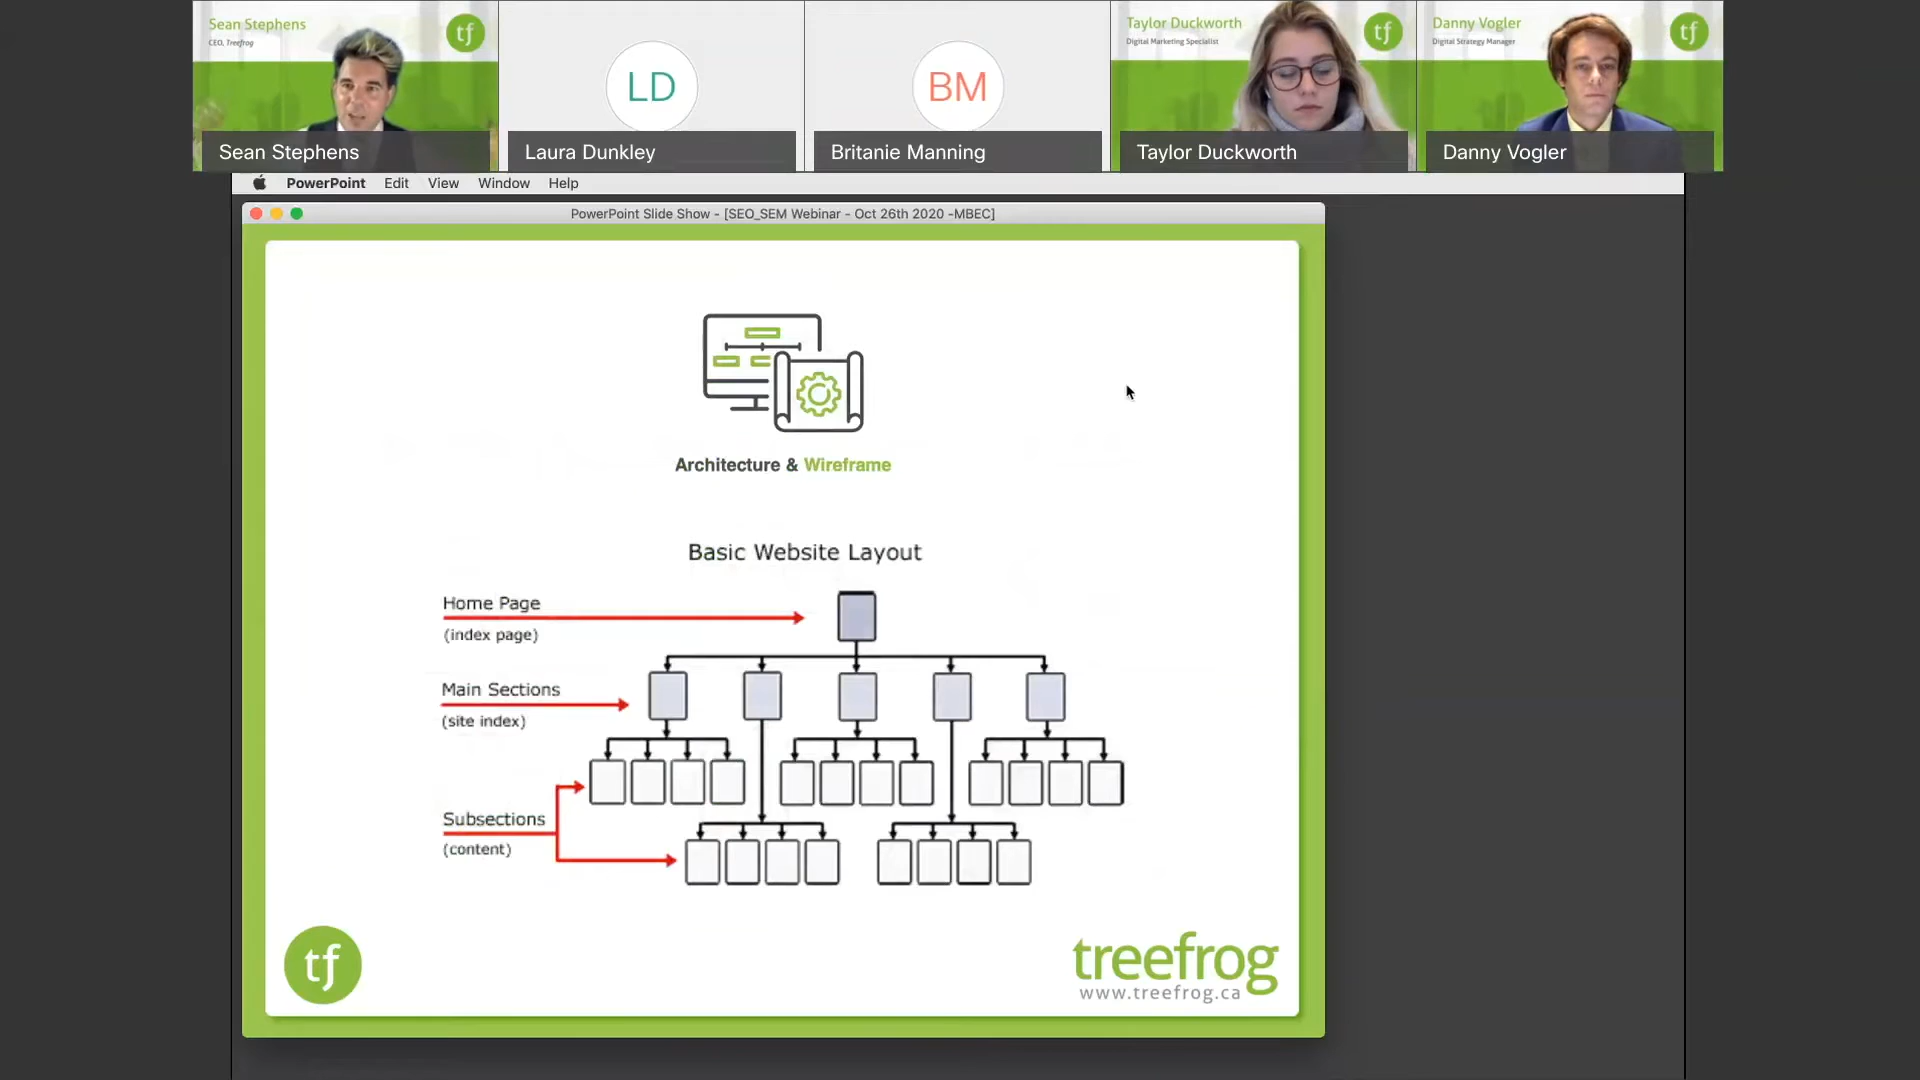 Sean Stephens
CEO, Treefrog
tf
LD
BM
Taylor Duckworth
Digital Marketing Specialist
tf
Danny Vogler
Digital Strategy Manager
tf
Sean Stephens
Laura Dunkley
Britanie Manning
Taylor Duckworth
Danny Vogler
PowerPoint Edit View Window Help
PowerPoint Slide Show - [SEO_SEM Webinar - Oct 26th 2020 -MBEC]
Architecture & Wireframe
Basic Website Layout
Home Page
(index page)
Main Sections
(site index)
Subsections
(content)
tf
treefrog
www.treefrog.ca